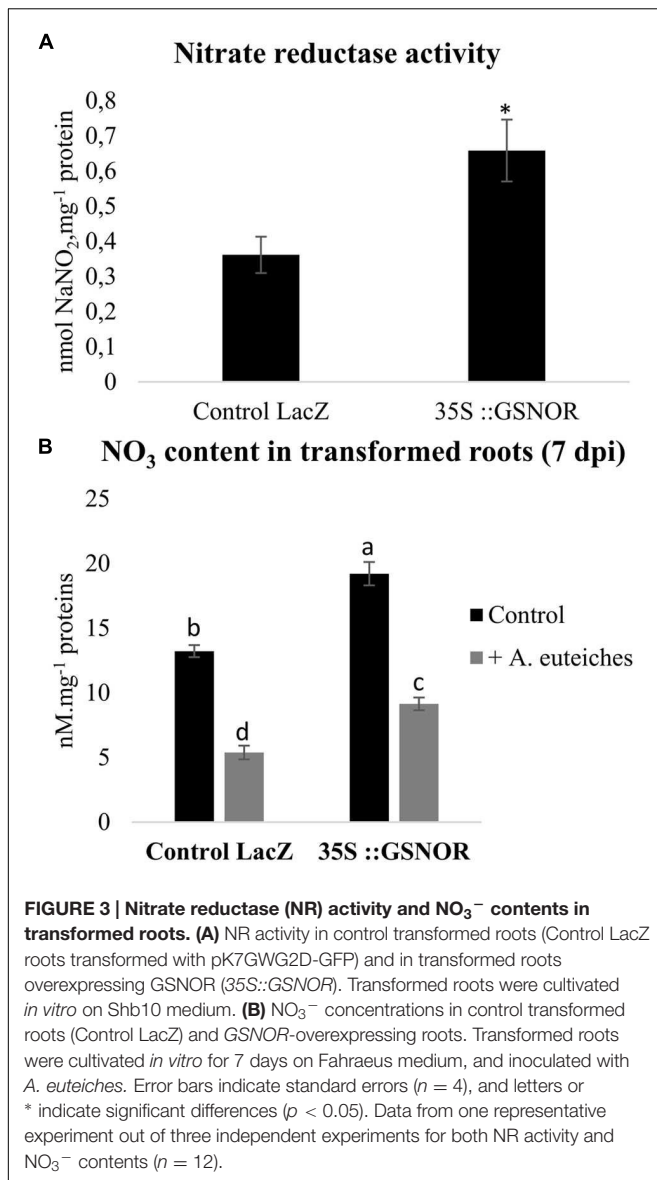 A
Nitrate reductase activity
nmol NaNO₂,mg⁻¹ protein
0,8
0,7
0,6
0,5
0,4
0,3
0,2
0,1
0
*
Control LacZ
35S ::GSNOR
B
NO₃ content in transformed roots (7 dpi)
nM.mg⁻¹ proteins
25
20
15
10
5
0
b
d
a
c
Control
+ A. euteiches
Control LacZ
35S ::GSNOR
FIGURE 3 | Nitrate reductase (NR) activity and NO₃⁻ contents in
transformed roots. (A) NR activity in control transformed roots (Control LacZ
roots transformed with pK7GWG2D-GFP) and in transformed roots
overexpressing GSNOR (35S::GSNOR). Transformed roots were cultivated
in vitro on Shb10 medium. (B) NO₃⁻ concentrations in control transformed
roots (Control LacZ) and GSNOR-overexpressing roots. Transformed roots
were cultivated in vitro for 7 days on Fahraeus medium, and inoculated with
A. euteiches. Error bars indicate standard errors (n = 4), and letters or
* indicate significant differences (p < 0.05). Data from one representative
experiment out of three independent experiments for both NR activity and
NO₃⁻ contents (n = 12).